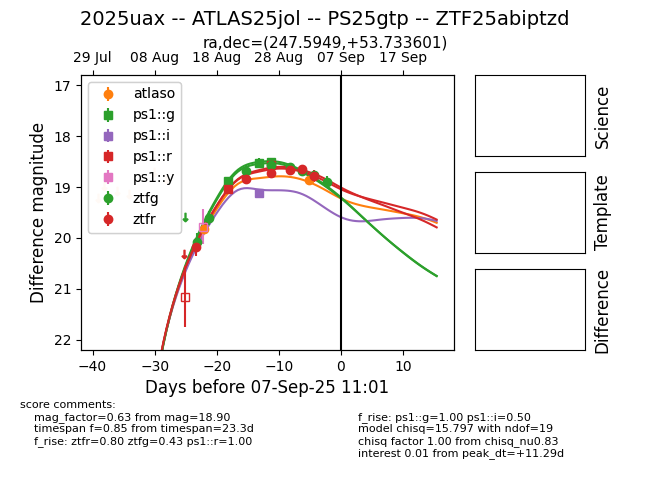 2025uax -- ATLAS25jol -- PS25gtp -- ZTF25abiptzd
ra,dec=(247.5949,+53.733601)
29 Jul 08 Aug 18 Aug 28 Aug 07 Sep 17 Sep
17
18
19
20
21
22
Difference magnitude
atlaso
ps1::g
ps1::i
ps1::r
ps1::y
ztfg
ztfr
−40 −30 −20 −10 0 10
Days before 07-Sep-25 11:01
Science
Template
Difference
score comments:
mag_factor=0.63 from mag=18.90
timespan f=0.85 from timespan=23.3d
f_rise: ztfr=0.80 ztfg=0.43 ps1::r=1.00
f_rise: ps1::g=1.00 ps1::i=0.50
model chisq=15.797 with ndof=19
chisq factor 1.00 from chisq_nu0.83
interest 0.01 from peak_dt=+11.29d